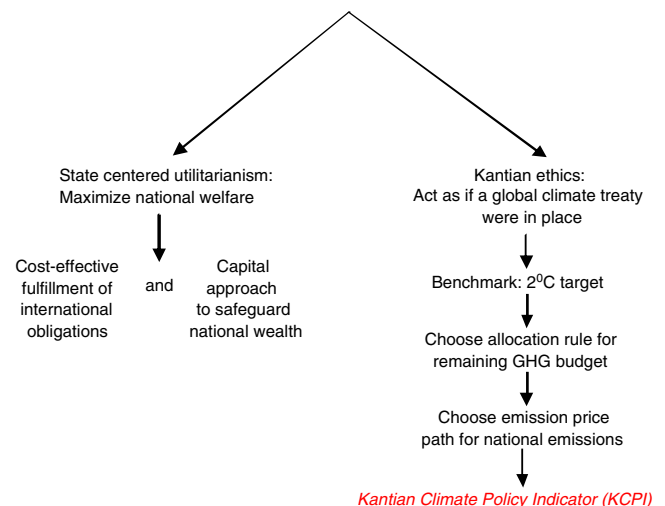 State centered utilitarianism:
Maximize national welfare
Cost-effective
fulfillment of
international
obligations
and
Capital
approach
to safeguard
national wealth
Kantian ethics:
Act as if a global climate treaty
were in place
Benchmark: 2⁰C target
Choose allocation rule for
remaining GHG budget
Choose emission price
path for national emissions
Kantian Climate Policy Indicator (KCPI)